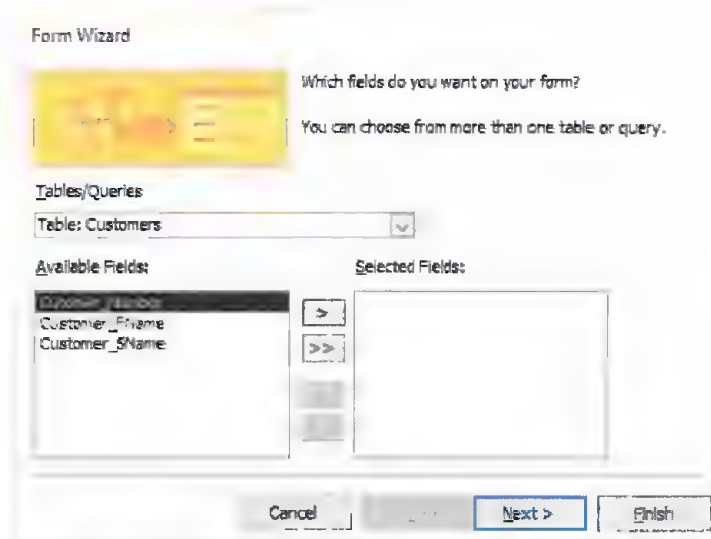 Form Wizard
Which fields do you want on your form?
You can choose from more than one table or query.
Tables/Queries
Table: Customers
Available Fields:
Selected Fields:
Customer_Number
Customer_FName
Customer_SName
>
>>
Cancel
Next >
Finish